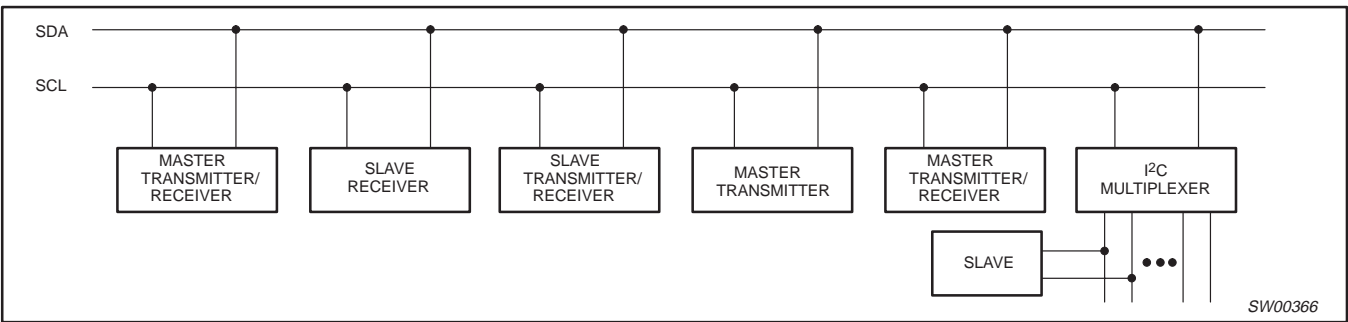 SDA
SCL
MASTER
TRANSMITTER/
RECEIVER
SLAVE
RECEIVER
SLAVE
TRANSMITTER/
RECEIVER
MASTER
TRANSMITTER
MASTER
TRANSMITTER/
RECEIVER
I²C
MULTIPLEXER
SLAVE
SW00366